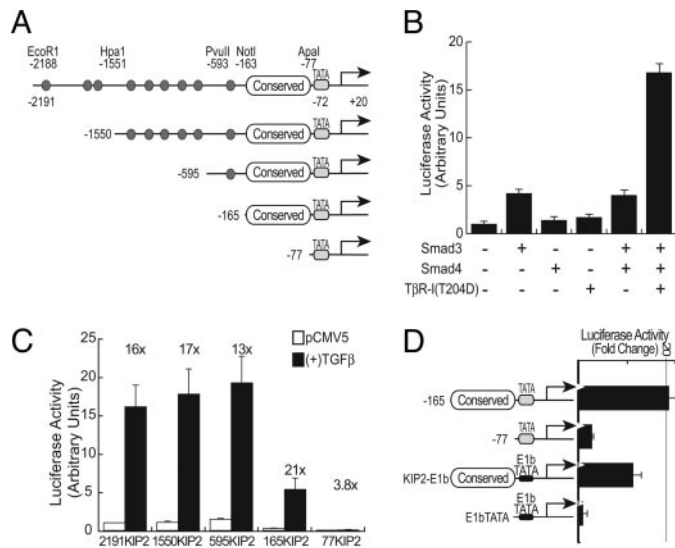 A
EcoR1 Hpa1 PvuII NotI ApaI
-2188 -1551 -593 -163 -77
Conserved TATA
-2191 -72 +20
-1550 Conserved TATA
-595 Conserved TATA
-165 Conserved TATA
-77 TATA
B
Luciferase Activity
(Arbitrary Units)
20
15
10
5
0
Smad3 - + - - + +
Smad4 - - + - + +
TβR-I(T204D) - - - + - +
C
Luciferase Activity
(Arbitrary Units)
25
20
15
10
5
0
pCMV5
(+)TGFβ
16x 17x 13x 21x 3.8x
2191KIP2 1550KIP2 595KIP2 165KIP2 77KIP2
D
Luciferase Activity
(Fold Change)
20
-165 Conserved TATA
-77 TATA
KIP2-E1b Conserved E1b TATA
E1bTATA E1b TATA